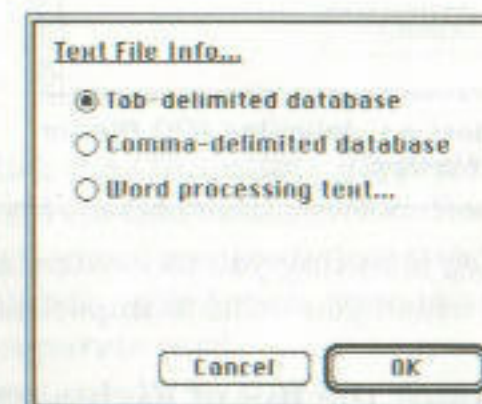 Text File Info...
Tab-delimited database
Comma-delimited database
Word processing text...
Cancel
OK